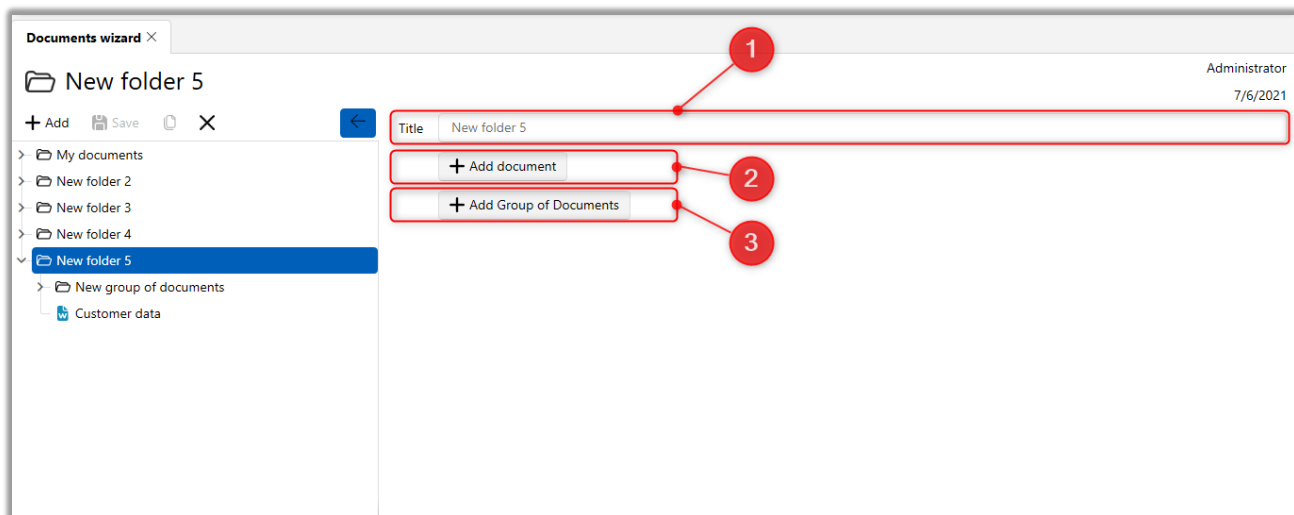 Documents wizard
New folder 5
Administrator
7/6/2021
Add Save
Title New folder 5
Add document
Add Group of Documents
My documents
New folder 2
New folder 3
New folder 4
New folder 5
New group of documents
Customer data
1
2
3